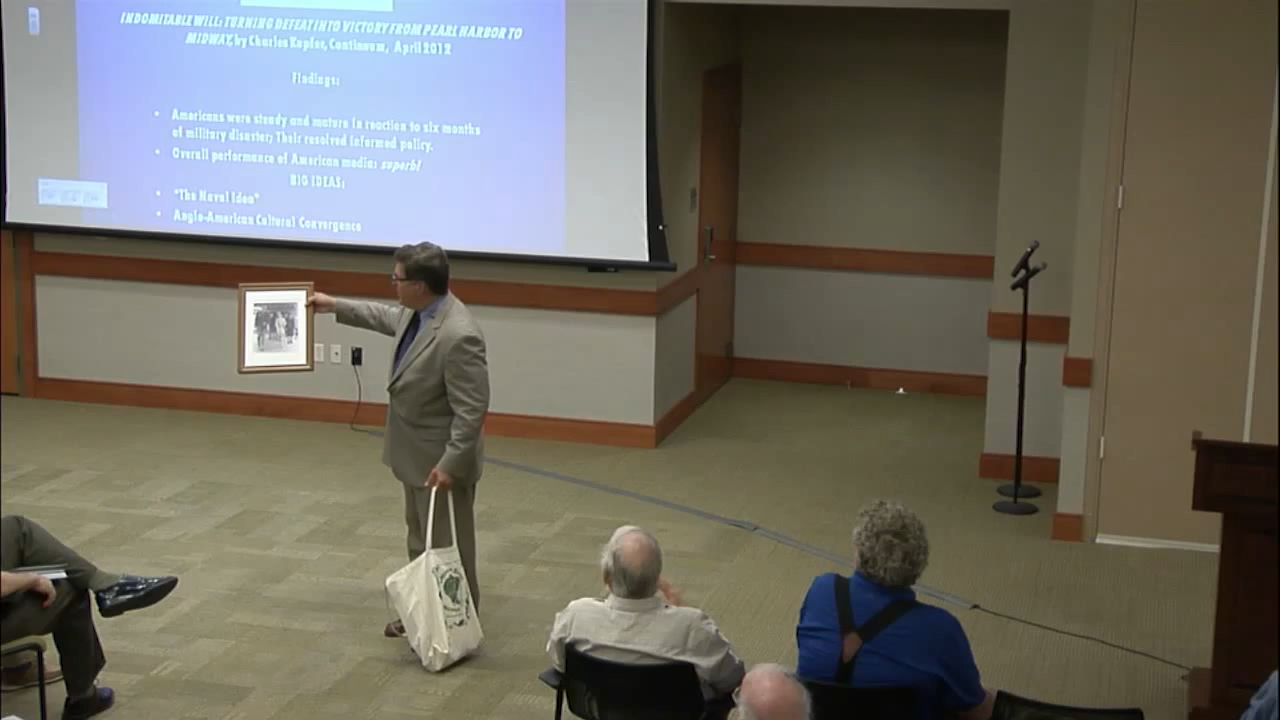 INDOMITABLE WILL: TURNING DEFEAT INTO VICTORY FROM PEARL HARBOR TO
MIDWAY, by Charles Kupfer, Continuum, April 2012
Findings:
• Americans were steady and mature in reaction to six months
of military disaster; Their resolved informed policy.
• Overall performance of American media: superb!
BIG IDEAS:
• "The Naval Idea"
• Anglo-American Cultural Convergence